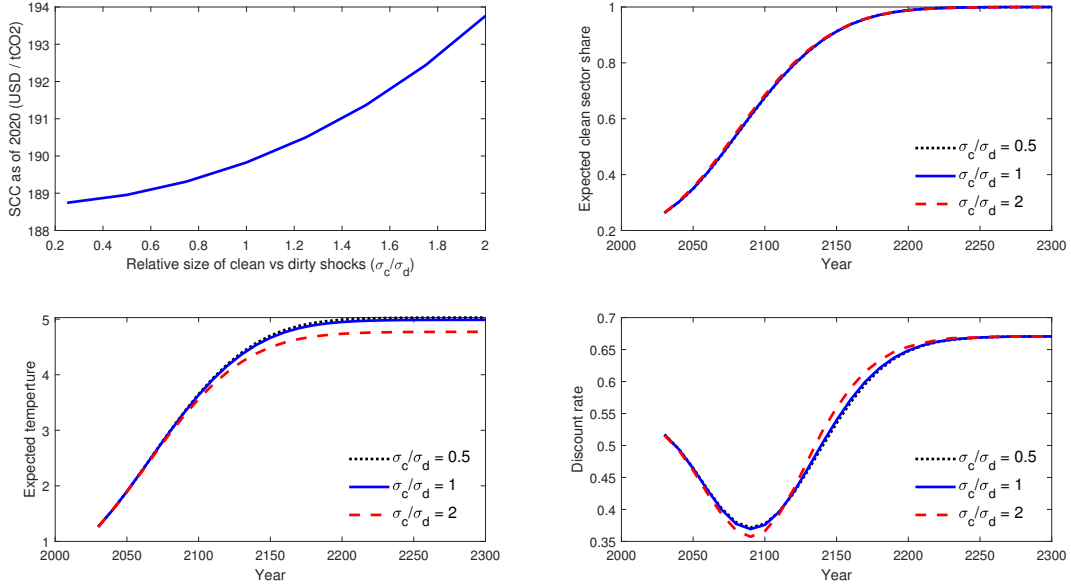 SCC as of 2020 (USD / tCO2)
194
193
192
191
190
189
188
0.2 0.4 0.6 0.8 1 1.2 1.4 1.6 1.8 2
Relative size of clean vs dirty shocks (σc/σd)
Expected clean sector share
1
0.8
0.6
0.4
0.2
σc/σd = 0.5
σc/σd = 1
σc/σd = 2
2000 2050 2100 2150 2200 2250 2300
Year
Expected temperture
5
4
3
2
1
σc/σd = 0.5
σc/σd = 1
σc/σd = 2
2000 2050 2100 2150 2200 2250 2300
Year
Discount rate
0.7
0.65
0.6
0.55
0.5
0.45
0.4
0.35
σc/σd = 0.5
σc/σd = 1
σc/σd = 2
2000 2050 2100 2150 2200 2250 2300
Year